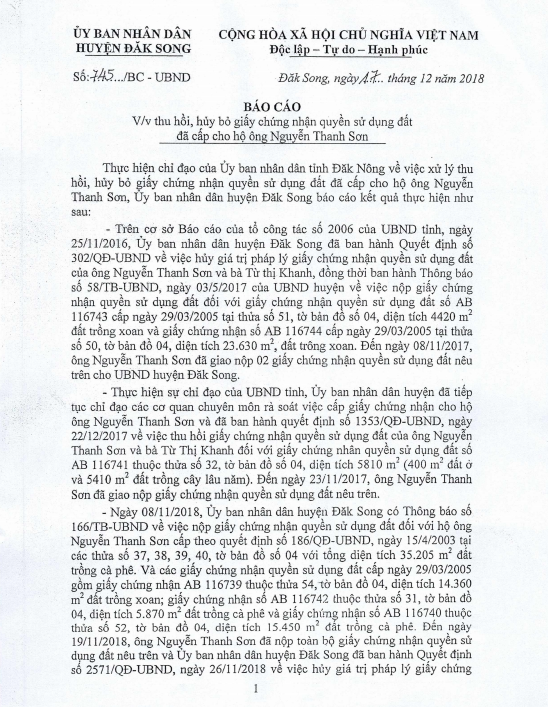 ỦY BAN NHÂN DÂN
HUYỆN ĐĂK SONG
CỘNG HÒA XÃ HỘI CHỦ NGHĨA VIỆT NAM
Độc lập – Tự do – Hạnh phúc
Số:745.../BC - UBND
Đăk Song, ngày17.. tháng 12 năm 2018
BÁO CÁO
V/v thu hồi, hủy bỏ giấy chứng nhận quyền sử dụng đất
đã cấp cho hộ ông Nguyễn Thanh Sơn
Thực hiện chỉ đạo của Ủy ban nhân dân tỉnh Đăk Nông về việc xử lý thu
hồi, hủy bỏ giấy chứng nhận quyền sử dụng đất đã cấp cho hộ ông Nguyễn
Thanh Sơn, Ủy ban nhân dân huyện Đăk Song báo cáo kết quả thực hiện như
sau:
- Trên cơ sở Báo cáo của tổ công tác số 2006 của UBND tỉnh, ngày
25/11/2016, Ủy ban nhân dân huyện Đăk Song đã ban hành Quyết định số
302/QĐ-UBND về việc hủy giá trị pháp lý giấy chứng nhận quyền sử dụng đất
của ông Nguyễn Thanh Sơn và bà Từ thị Khanh, đồng thời ban hành Thông báo
số 58/TB-UBND, ngày 03/5/2017 của UBND huyện về việc nộp giấy chứng
nhận quyền sử dụng đất đối với giấy chứng nhận quyền sử dụng đất số AB
116743 cấp ngày 29/03/2005 tại thửa số 51, tờ bản đồ số 04, diện tích 4420 m²
đất trồng xoan và giấy chứng nhận số AB 116744 cấp ngày 29/03/2005 tại thửa
số 50, tờ bản đồ 04, diện tích 23.630 m², đất trồng xoan. Đến ngày 08/11/2017,
ông Nguyễn Thanh Sơn đã giao nộp 02 giấy chứng nhận quyền sử dụng đất nêu
trên cho UBND huyện Đăk Song.
- Thực hiện sự chỉ đạo của UBND tỉnh, Ủy ban nhân dân huyện đã tiếp
tục chỉ đạo các cơ quan chuyên môn rà soát việc cấp giấy chứng nhận cho hộ
ông Nguyễn Thanh Sơn và đã ban hành quyết định số 1353/QĐ-UBND, ngày
22/12/2017 về việc thu hồi giấy chứng nhận quyền sử dụng đất của ông Nguyễn
Thanh Sơn và bà Từ Thị Khanh đối với giấy chứng nhân quyền sử dụng đất số
AB 116741 thuộc thửa số 32, tờ bản đồ số 04, diện tích 5810 m² (400 m² đất ở
và 5410 m² đất trồng cây lâu năm). Đến ngày 23/11/2017, ông Nguyễn Thanh
Sơn đã giao nộp giấy chứng nhận quyền sử dụng đất nêu trên.
- Ngày 08/11/2018, Ủy ban nhân dân huyện Đăk Song có Thông báo số
166/TB-UBND về việc nộp giấy chứng nhận quyền sử dụng đất đối với hộ ông
Nguyễn Thanh Sơn cấp theo quyết định số 186/QĐ-UBND, ngày 15/4/2003 tại
các thửa số 37, 38, 39, 40, tờ bản đồ số 04 với tổng diện tích 35.205 m² đất
trồng cà phê. Và các giấy chứng nhận quyền sử dụng đất cấp ngày 29/03/2005
gồm giấy chứng nhận AB 116739 thuộc thửa 54, tờ bản đồ 04, diện tích 14.360
m² đất trồng xoan; giấy chứng nhận số AB 116742 thuộc thửa số 31, tờ bản đồ
04, diện tích 5.870 m² đất trồng cà phê và giấy chứng nhận số AB 116740 thuộc
thửa số 52, tờ bản đồ 04, diện tích 15.450 m² đất trồng cà phê. Đến ngày
19/11/2018, ông Nguyễn Thanh Sơn đã nộp toàn bộ giấy chứng nhận quyền sử
dụng đất nêu trên và Ủy ban nhân dân huyện Đăk Song đã ban hành Quyết định
số 2571/QĐ-UBND, ngày 26/11/2018 về việc hủy giá trị pháp lý giấy chứng
1